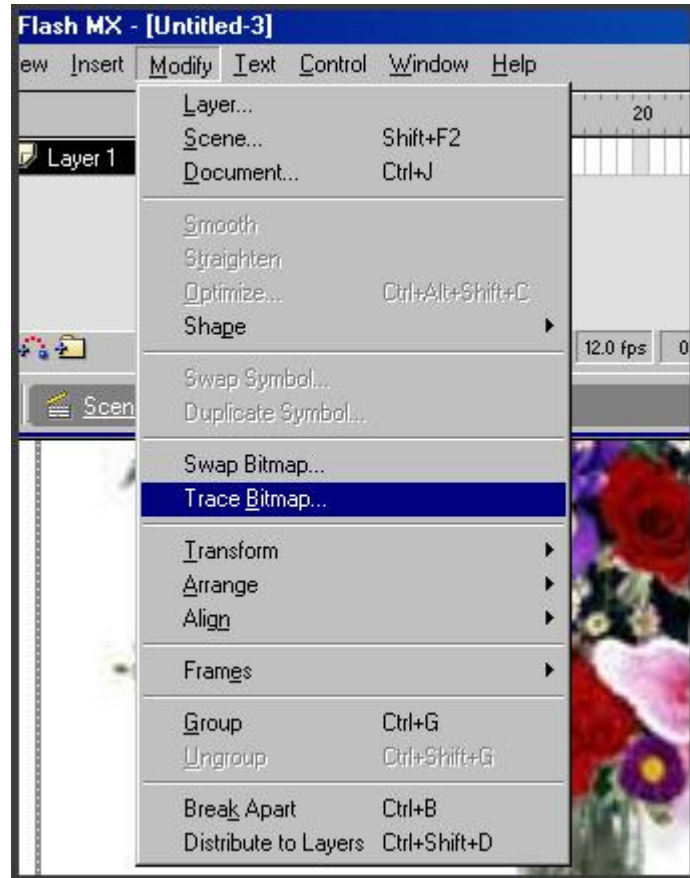 Flash MX - [Untitled-3]
ew Insert Modify Text Control Window Help
Layer...
Scene... Shift+F2
Document... Ctrl+J
20
Layer 1
Smooth
Straighten
Optimize... Ctrl+Alt+Shift+C
Shape
12.0 fps 0
Swap Symbol...
Scen
Duplicate Symbol...
Swap Bitmap...
Trace Bitmap...
Transform
Arrange
Align
Frames
Group Ctrl+G
Ungroup Ctrl+Shift+G
Break Apart Ctrl+B
Distribute to Layers Ctrl+Shift+D